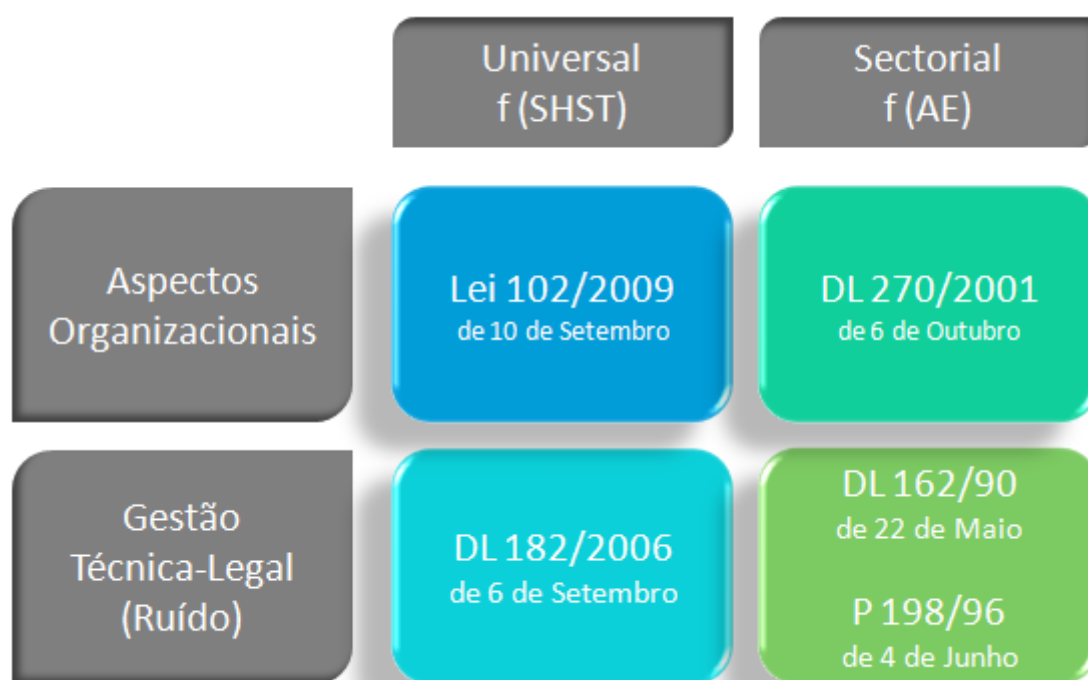 Universal
f (SHST)
Sectorial
f (AE)
Aspectos
Organizacionais
Lei 102/2009
de 10 de Setembro
DL 270/2001
de 6 de Outubro
Gestão
Técnica-Legal
(Ruído)
DL 182/2006
de 6 de Setembro
DL 162/90
de 22 de Maio
P 198/96
de 4 de Junho